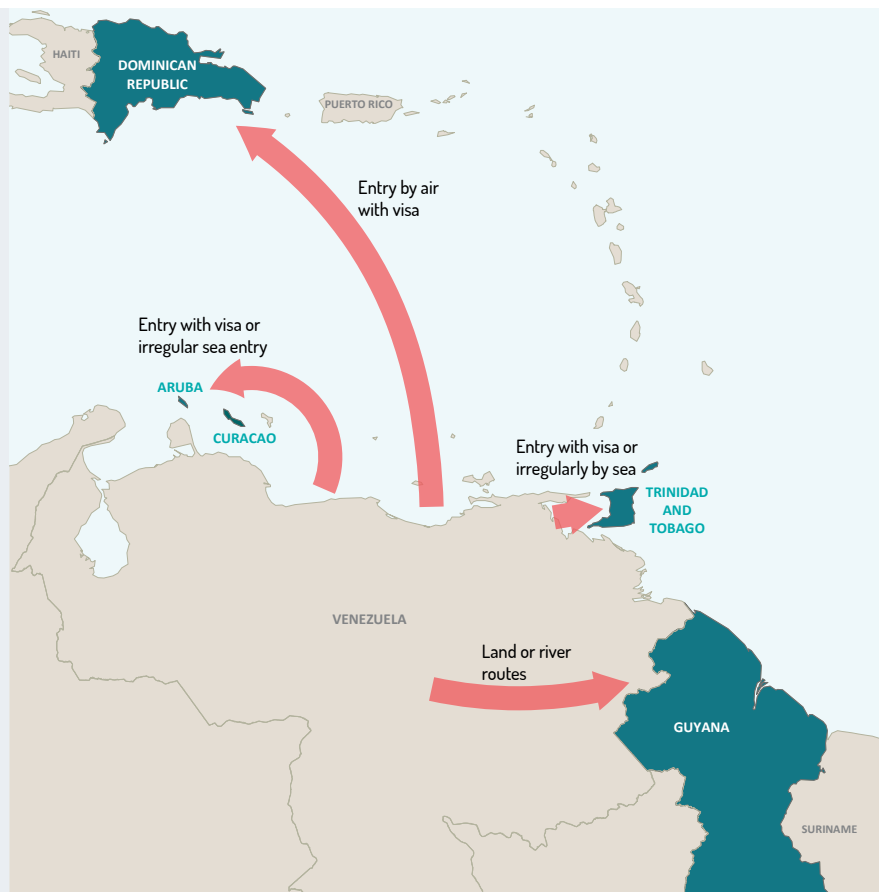 HAITI
DOMINICAN
REPUBLIC
PUERTO RICO
Entry by air
with visa
Entry with visa or
irregular sea entry
ARUBA
CURACAO
Entry with visa or
irregularly by sea
TRINIDAD
AND
TOBAGO
VENEZUELA
Land or river
routes
GUYANA
SURINAME